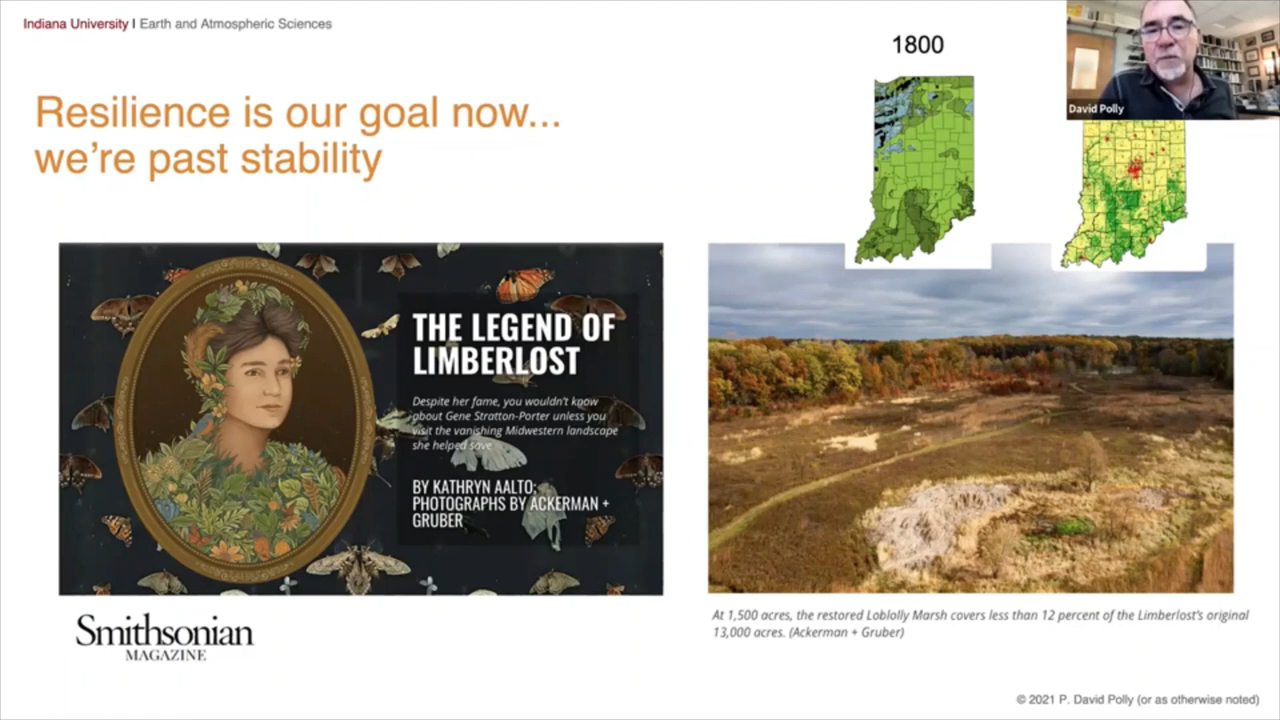 Indiana University | Earth and Atmospheric Sciences
1800
David Polly
Resilience is our goal now...
we're past stability
THE LEGEND OF
LIMBERLOST
Despite her fame, you wouldn't know
about Gene Stratton-Porter unless you
visit the vanishing Midwestern landscape
she helped save
BY KATHRYN AALTO;
PHOTOGRAPHS BY ACKERMAN +
GRUBER
Smithsonian
MAGAZINE
At 1,500 acres, the restored Loblolly Marsh covers less than 12 percent of the Limberlost's original
13,000 acres. (Ackerman + Gruber)
© 2021 P. David Polly (or as otherwise noted)